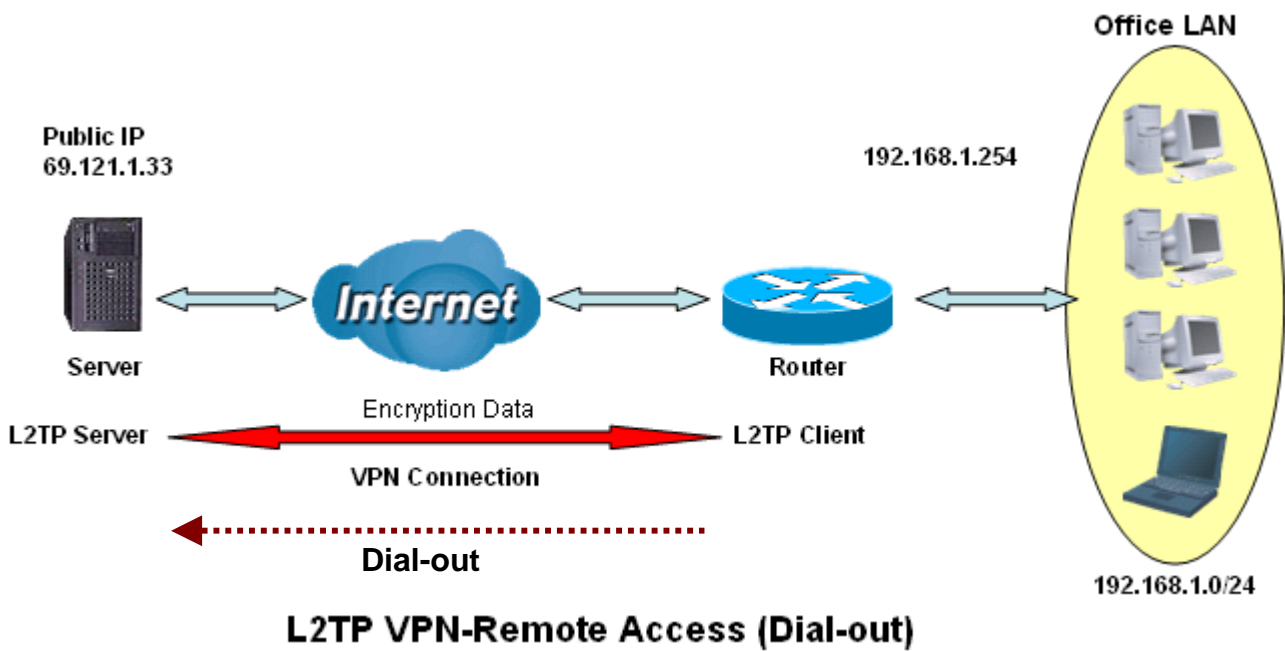 Office LAN
Public IP
69.121.1.33
192.168.1.254
Internet
Server
Router
Encryption Data
L2TP Server
L2TP Client
VPN Connection
Dial-out
192.168.1.0/24
L2TP VPN-Remote Access (Dial-out)